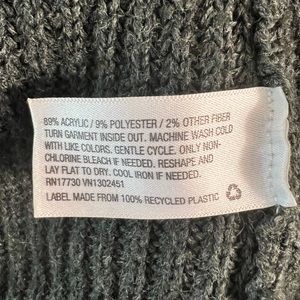 89% ACRYLIC / 9% POLYESTER / 2% OTHER FIBER
TURN GARMENT INSIDE OUT. MACHINE WASH COLD
WITH LIKE COLORS. GENTLE CYCLE. ONLY NON-
CHLORINE BLEACH IF NEEDED. RESHAPE AND
LAY FLAT TO DRY. COOL IRON IF NEEDED.
RN17730 VN1302451
LABEL MADE FROM 100% RECYCLED PLASTIC